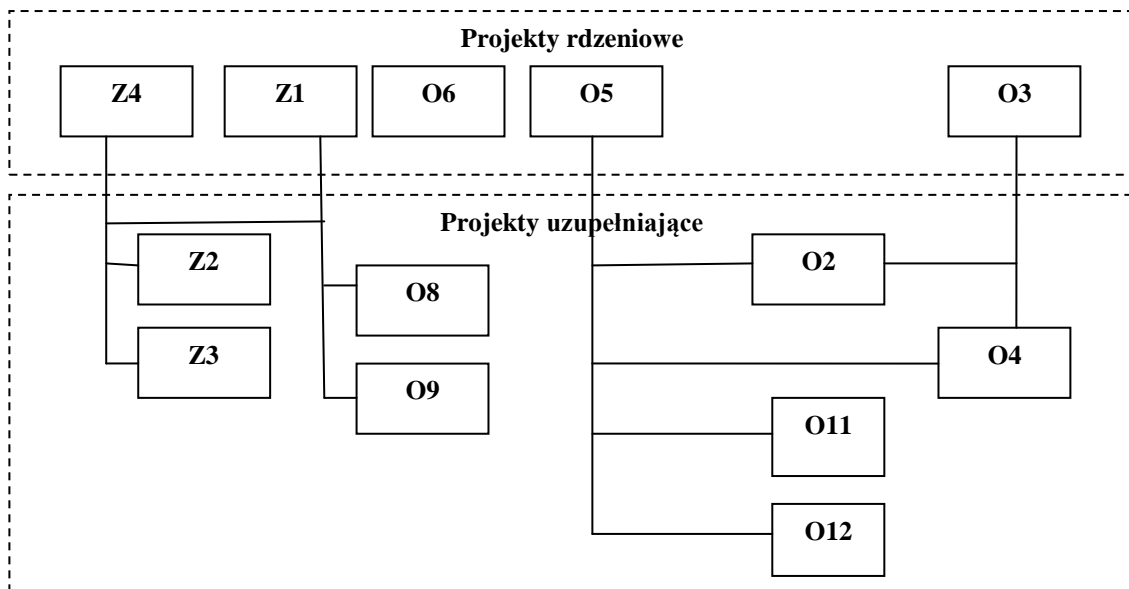 Projekty rdzeniowe
Z4 Z1 O6 O5 O3
Projekty uzupełniające
Z2 O2
O8
Z3 O4
O9
O11
O12